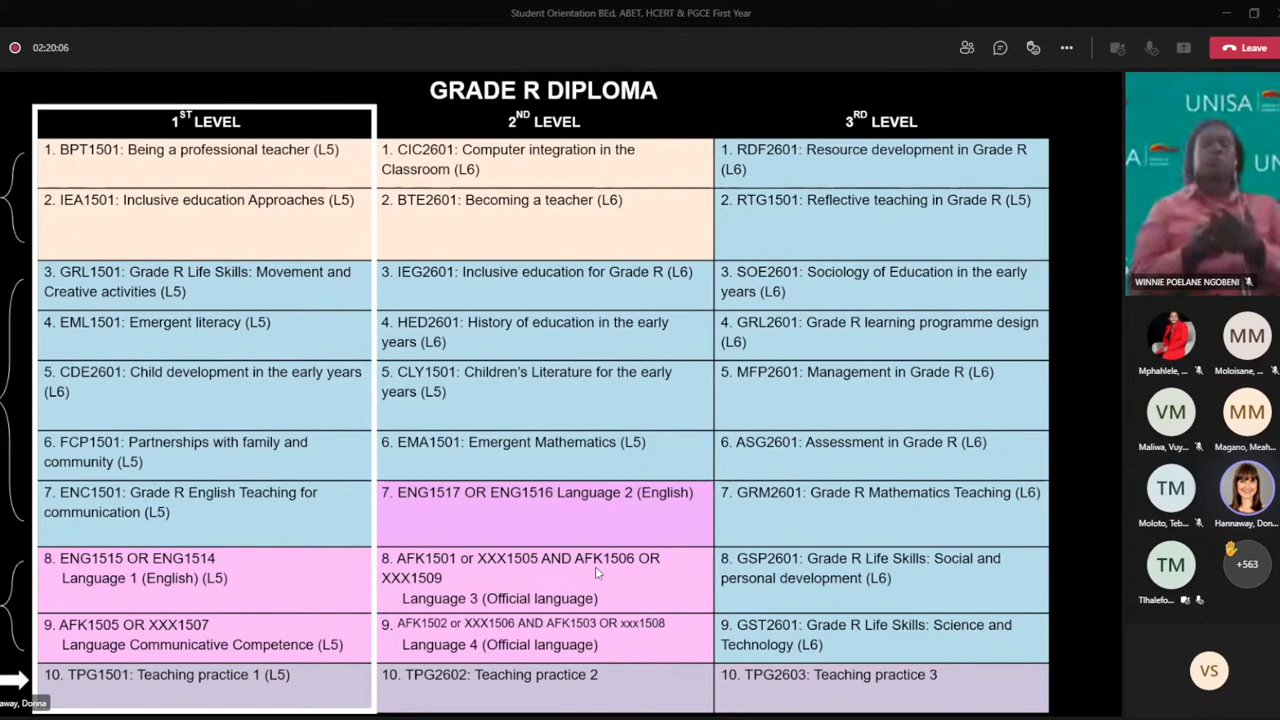 Student Orientation BEd, ABET, HCERT & PGCE First Year
02:20:06
Leave
GRADE R DIPLOMA
1ST LEVEL
2ND LEVEL
3RD LEVEL
1. BPT1501: Being a professional teacher (L5)
1. CIC2601: Computer integration in the
Classroom (L6)
1. RDF2601: Resource development in Grade R
(L6)
2. IEA1501: Inclusive education Approaches (L5)
2. BTE2601: Becoming a teacher (L6)
2. RTG1501: Reflective teaching in Grade R (L5)
3. GRL1501: Grade R Life Skills: Movement and
Creative activities (L5)
3. IEG2601: Inclusive education for Grade R (L6)
3. SOE2601: Sociology of Education in the early
years (L6)
4. EML1501: Emergent literacy (L5)
4. HED2601: History of education in the early
years (L6)
4. GRL2601: Grade R learning programme design
(L6)
5. CDE2601: Child development in the early years
(L6)
5. CLY1501: Children's Literature for the early
years (L5)
5. MFP2601: Management in Grade R (L6)
6. FCP1501: Partnerships with family and
community (L5)
6. EMA1501: Emergent Mathematics (L5)
6. ASG2601: Assessment in Grade R (L6)
7. ENC1501: Grade R English Teaching for
communication (L5)
7. ENG1517 OR ENG1516 Language 2 (English)
7. GRM2601: Grade R Mathematics Teaching (L6)
8. ENG1515 OR ENG1514
Language 1 (English) (L5)
8. AFK1501 or XXX1505 AND AFK1506 OR
XXX1509
Language 3 (Official language)
8. GSP2601: Grade R Life Skills: Social and
personal development (L6)
9. AFK1505 OR XXX1507
Language Communicative Competence (L5)
9. AFK1502 or XXX1506 AND AFK1503 OR xxx1508
Language 4 (Official language)
9. GST2601: Grade R Life Skills: Science and
Technology (L6)
10. TPG1501: Teaching practice 1 (L5)
10. TPG2602: Teaching practice 2
10. TPG2603: Teaching practice 3
away, Donna
UNISA
WINNIE POELANE NGOBENI
Mphahlele, ...
MM
Moloisane, ...
VM
Maliwa, Vuy...
MM
Magano, Meah...
TM
Moloto, Teb...
Hannaway, Don...
TM
Tlhalefo...
+563
VS